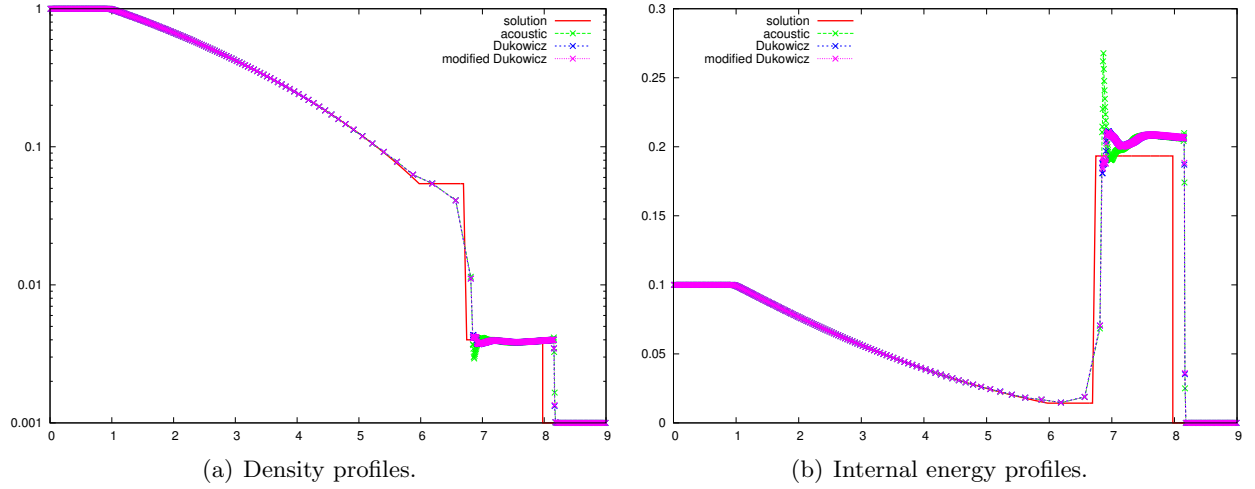 1
0.1
0.01
0.001
0 1 2 3 4 5 6 7 8 9
solution
acoustic
Dukowicz
modified Dukowicz
(a) Density profiles.
0.3
0.25
0.2
0.15
0.1
0.05
0
0 1 2 3 4 5 6 7 8 9
solution
acoustic
Dukowicz
modified Dukowicz
(b) Internal energy profiles.